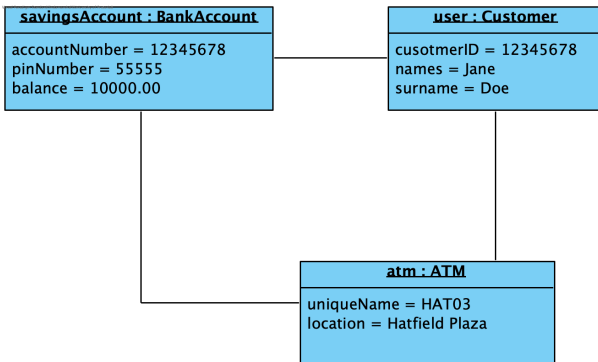 savingsAccount : BankAccount
accountNumber = 12345678
pinNumber = 55555
balance = 10000.00
user : Customer
cusotmerID = 12345678
names = Jane
surname = Doe
atm : ATM
uniqueName = HAT03
location = Hatfield Plaza